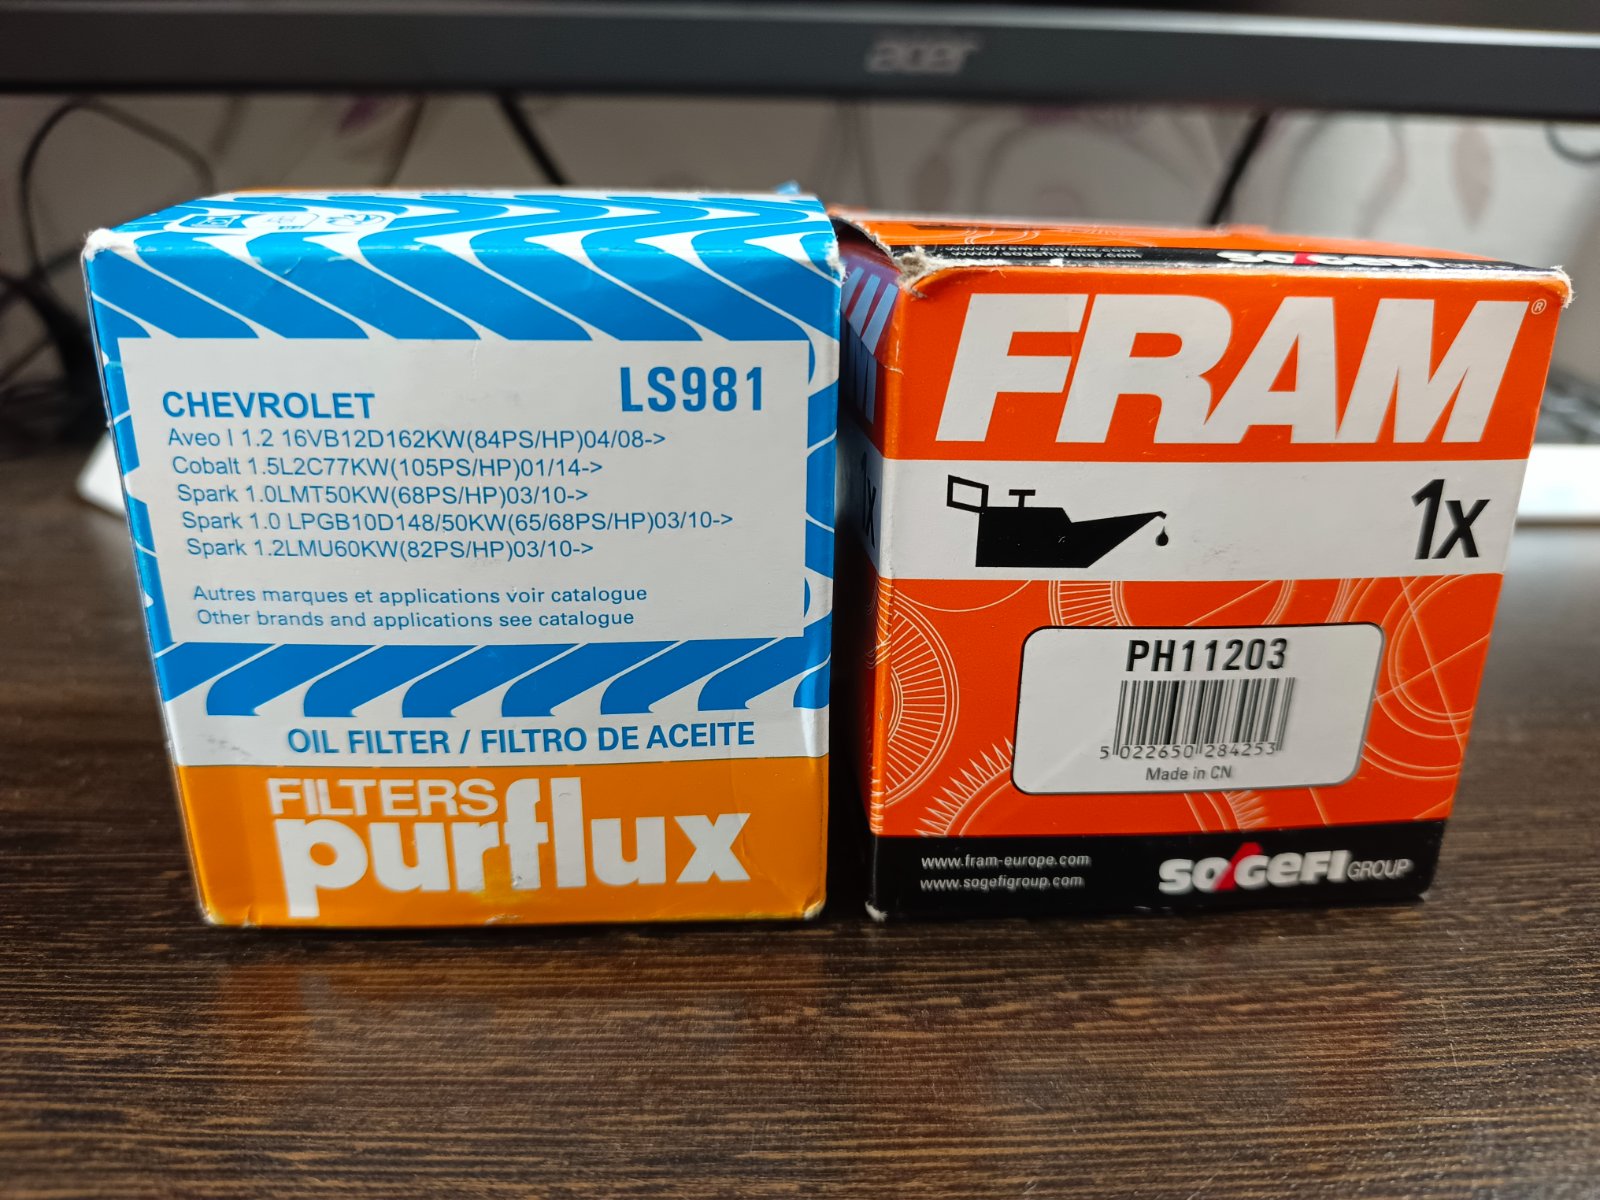 acer
CHEVROLET
LS981
Aveo I 1.2 16VB12D162KW(84PS/HP)04/08->
Cobalt 1.5L2C77KW(105PS/HP)01/14->
Spark 1.0LMT50KW(68PS/HP)03/10->
Spark 1.0 LPGB10D148/50KW(65/68PS/HP)03/10->
Spark 1.2LMU60KW(82PS/HP)03/10->
Autres marques et applications voir catalogue
Other brands and applications see catalogue
OIL FILTER / FILTRO DE ACEITE
FILTERS
purflux
www.fram-europe.com
www.sogefigroup.com
SOGEFI
FRAM®
1x
1x
PH11203
5 022650 284253
Made in CN
www.fram-europe.com
www.sogefigroup.com
SOGEFI GROUP